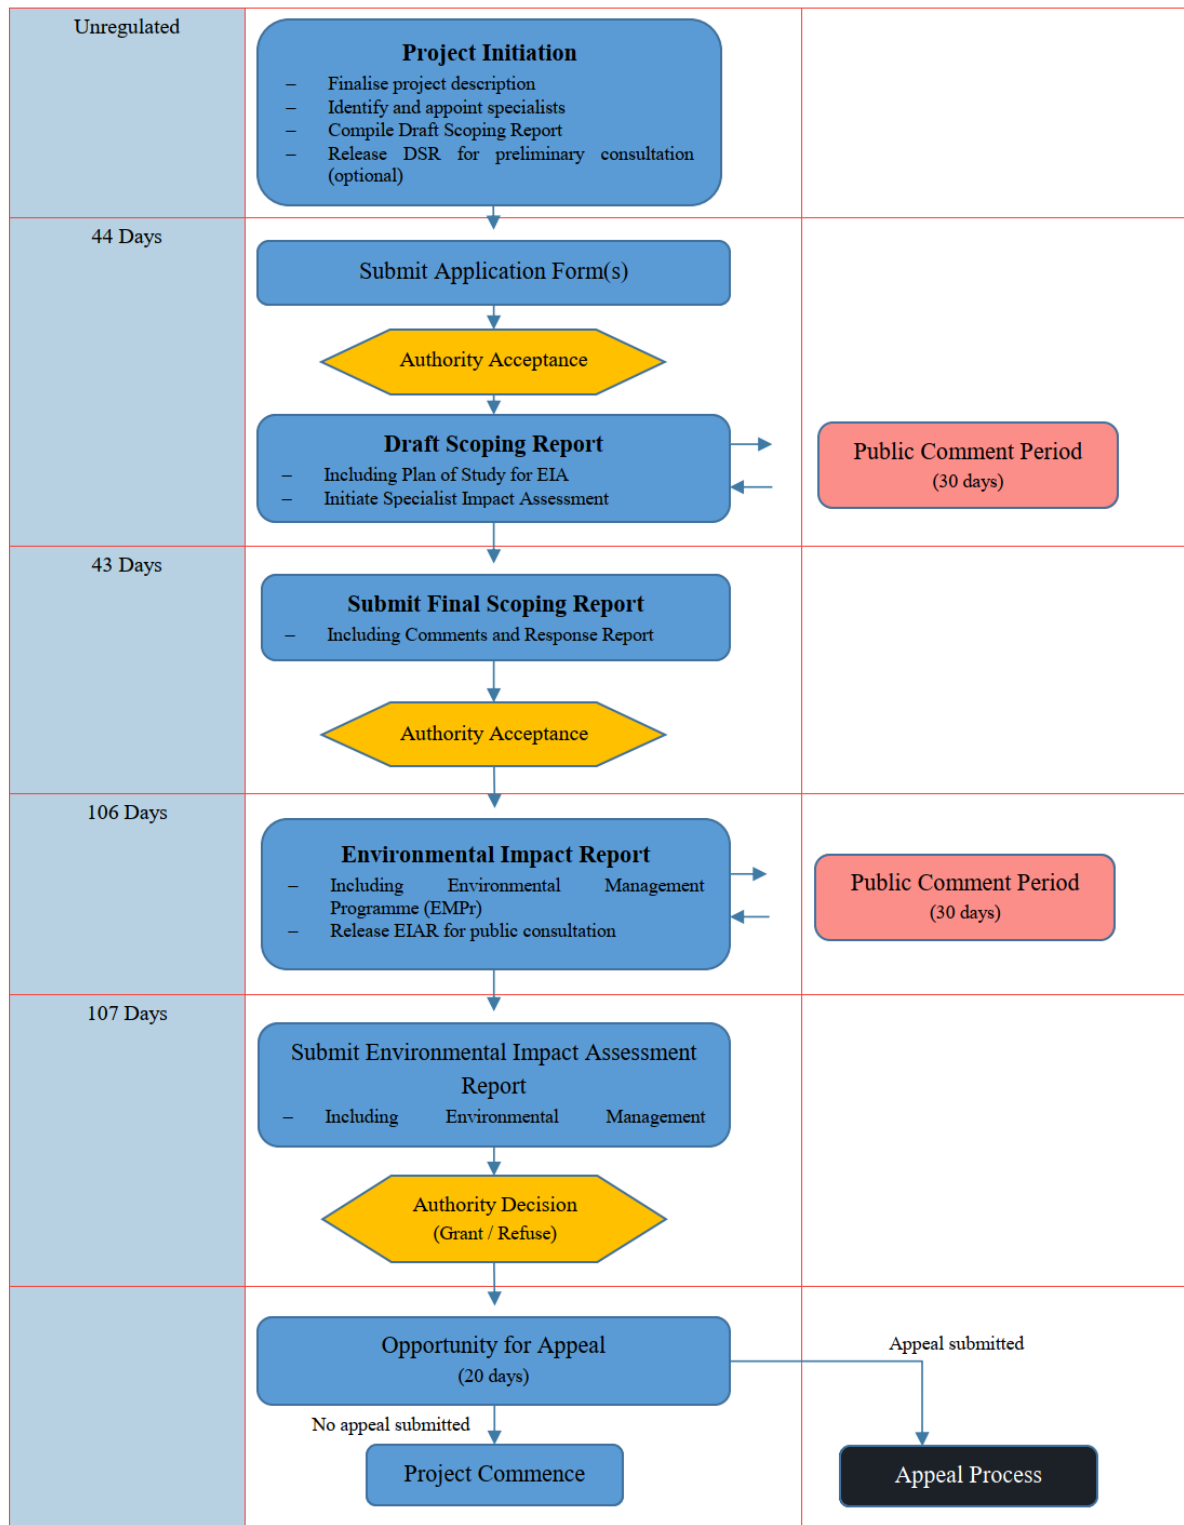 Unregulated
Project Initiation
– Finalise project description
– Identify and appoint specialists
– Compile Draft Scoping Report
– Release DSR for preliminary consultation
(optional)
44 Days
Submit Application Form(s)
Authority Acceptance
Draft Scoping Report
– Including Plan of Study for EIA
– Initiate Specialist Impact Assessment
Public Comment Period
(30 days)
43 Days
Submit Final Scoping Report
– Including Comments and Response Report
Authority Acceptance
106 Days
Environmental Impact Report
– Including Environmental Management
Programme (EMPr)
– Release EIAR for public consultation
Public Comment Period
(30 days)
107 Days
Submit Environmental Impact Assessment
Report
– Including Environmental Management
Authority Decision
(Grant / Refuse)
Opportunity for Appeal
(20 days)
Appeal submitted
No appeal submitted
Project Commence
Appeal Process